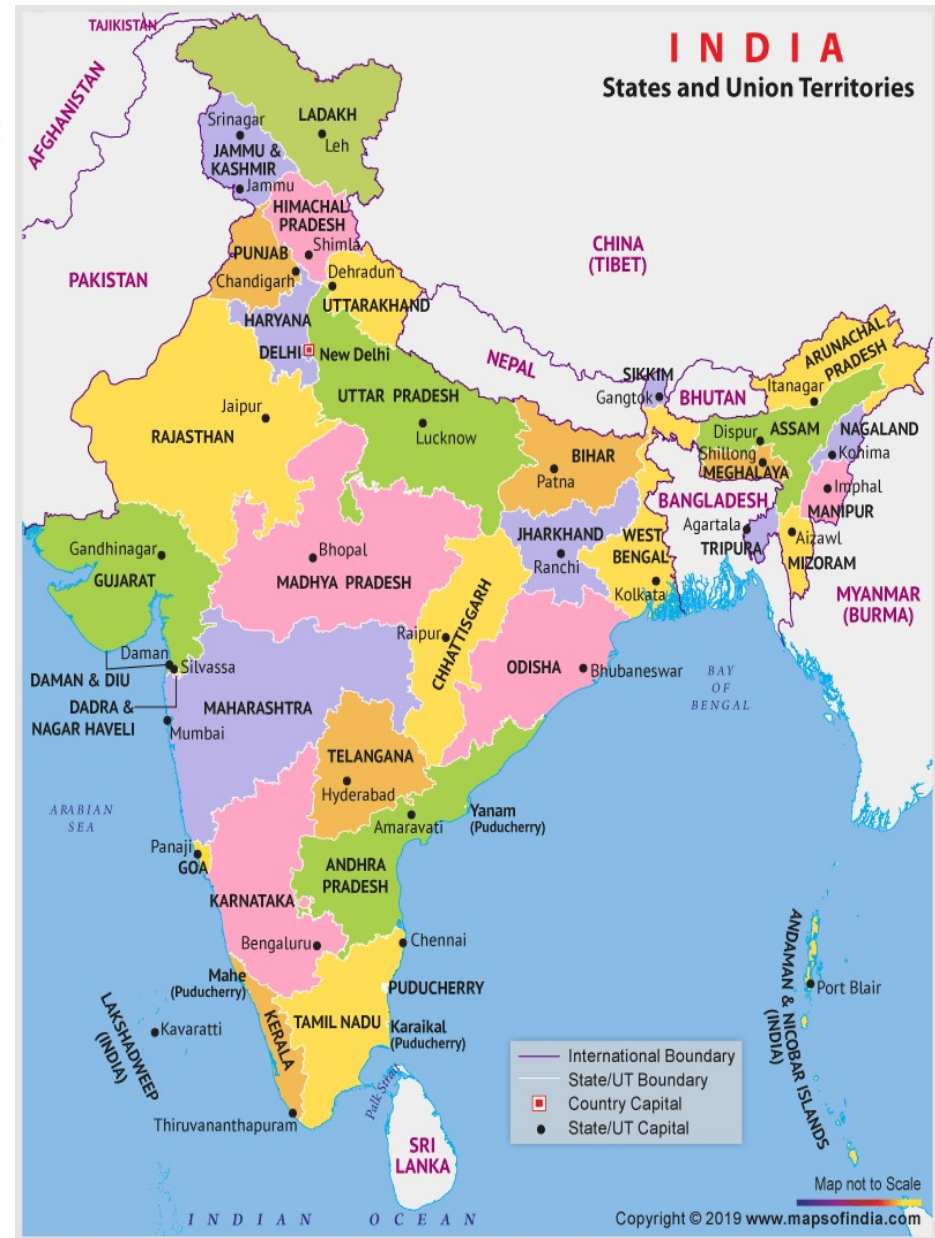 INDIA
States and Union Territories
TAJIKISTAN
AFGHANISTAN
PAKISTAN
CHINA
(TIBET)
NEPAL
BHUTAN
BANGLADESH
MYANMAR
(BURMA)
SRI
LANKA
LADAKH
Leh
Srinagar
JAMMU &
KASHMIR
Jammu
HIMACHAL
PRADESH
Shimla
PUNJAB
Chandigarh
Dehradun
UTTARAKHAND
HARYANA
DELHI
New Delhi
UTTAR PRADESH
Lucknow
Jaipur
RAJASTHAN
SIKKIM
Gangtok
ARUNACHAL
PRADESH
Itanagar
Dispur
ASSAM
NAGALAND
Kohima
Shillong
MEGHALAYA
Imphal
MANIPUR
Agartala
TRIPURA
Aizawl
MIZORAM
BIHAR
Patna
JHARKHAND
Ranchi
WEST
BENGAL
Kolkata
Gandhinagar
GUJARAT
Bhopal
MADHYA PRADESH
CHHATTISGARH
Raipur
ODISHA
Bhubaneswar
Daman
Silvassa
DAMAN & DIU
DADRA &
NAGAR HAVELI
MAHARASHTRA
Mumbai
TELANGANA
Hyderabad
Amaravati
Yanam
(Puducherry)
ANDHRA
PRADESH
Panaji
GOA
KARNATAKA
Bengaluru
Chennai
Mahe
(Puducherry)
PUDUCHERRY
KERALA
TAMIL NADU
Karaikal
(Puducherry)
Thiruvananthapuram
LAKSHADWEEP
(INDIA)
Kavaratti
ANDAMAN & NICOBAR ISLANDS
(INDIA)
Port Blair
ARABIAN
SEA
BAY
OF
BENGAL
Palk Strait
INDIAN OCEAN
International Boundary
State/UT Boundary
Country Capital
State/UT Capital
Map not to Scale
Copyright © 2019 www.mapsofindia.com